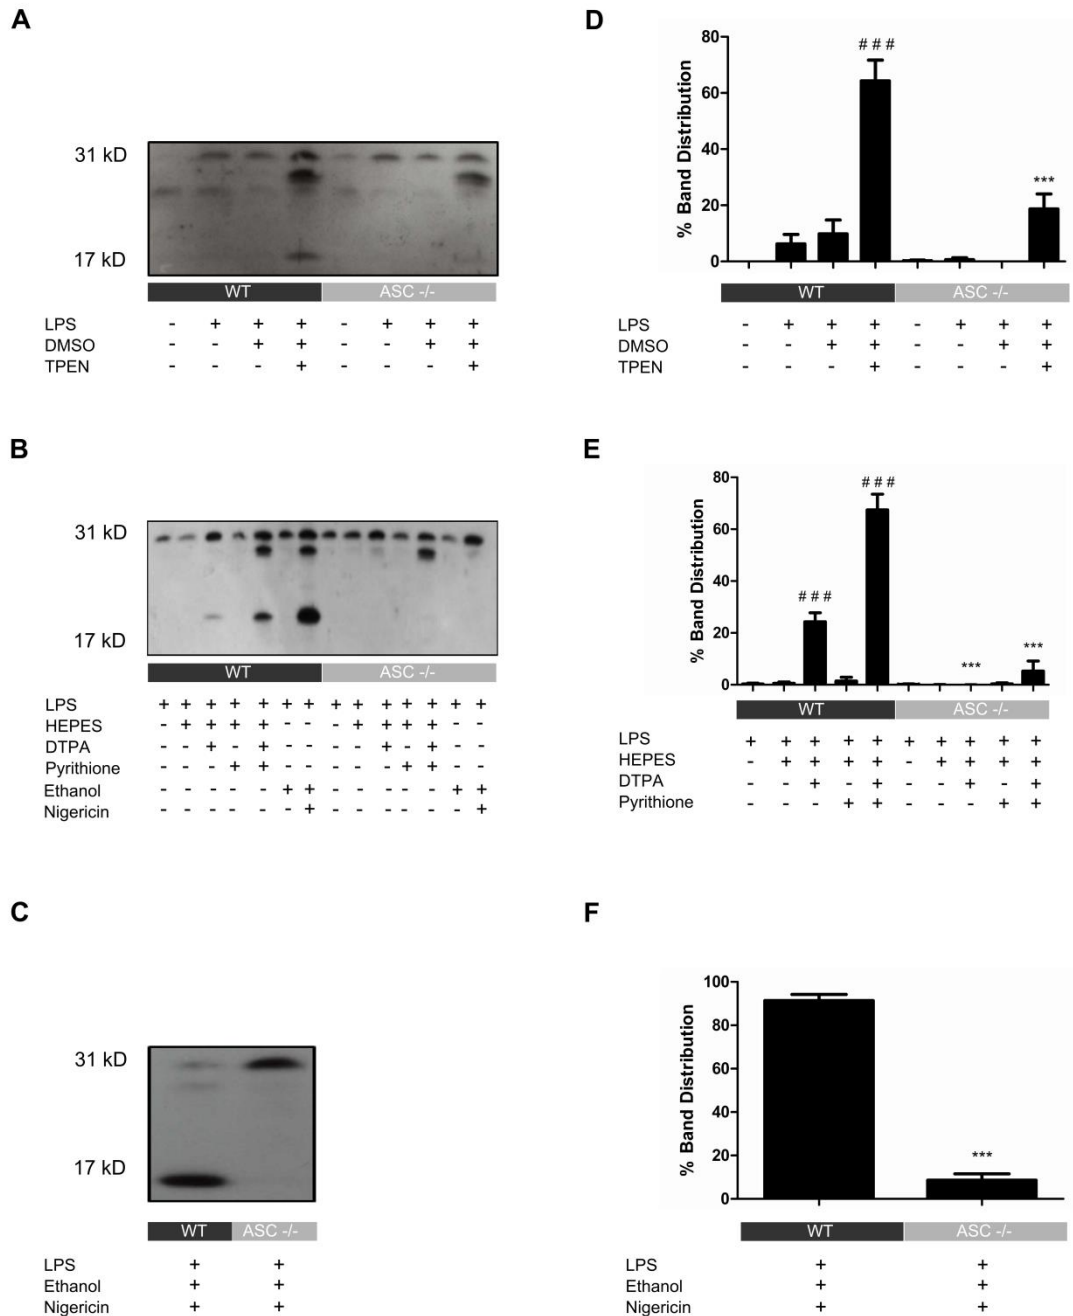 A
31 kD
17 kD
WT ASC -/-
LPS - + + + - + + +
DMSO - - + + - - + +
TPEN - - - + - - - +
D
% Band Distribution
80
60
40
20
0
# # #
***
WT ASC -/-
LPS - + + + - + + +
DMSO - - + + - - + +
TPEN - - - + - - - +
B
31 kD
17 kD
WT ASC -/-
LPS + + + + + + + + + + + + + +
HEPES - + + + + - - - + + + + - -
DTPA - - + - + - - - - + - + - -
Pyrithione - - - + + - - - - - + + - -
Ethanol - - - - - + + - - - - - + +
Nigericin - - - - - - + - - - - - - +
E
% Band Distribution
80
60
40
20
0
# # #
# # #
***
***
WT ASC -/-
LPS + + + + + + + + + +
HEPES - + + + + - + + + +
DTPA - - + - + - - + - +
Pyrithione - - - + + - - - + +
C
31 kD
17 kD
WT ASC -/-
LPS + +
Ethanol + +
Nigericin + +
F
% Band Distribution
100
80
60
40
20
0
***
WT ASC -/-
LPS + +
Ethanol + +
Nigericin + +